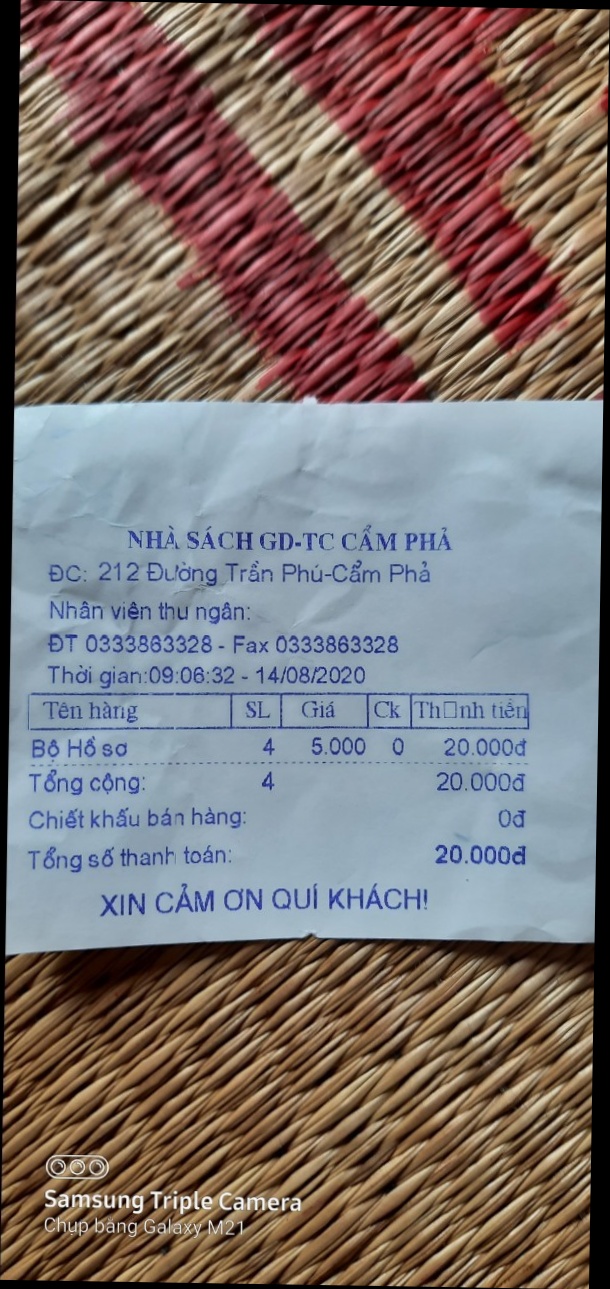 NHÀ SÁCH GD-TC CẨM PHẢ
ĐC: 212 Đường Trần Phú-Cẩm Phả
Nhân viên thu ngân:
ĐT 0333863328 - Fax 0333863328
Thời gian:09:06:32 - 14/08/2020
Tên hàng SL Giá Ck Th□nh tiền
Bộ Hồ sơ 4 5.000 0 20.000đ
Tổng cộng: 4 20.000đ
Chiết khấu bán hàng: 0đ
Tổng số thanh toán: 20.000đ
XIN CẢM ƠN QUÍ KHÁCH!
Samsung Triple Camera
Chụp bằng Galaxy M21